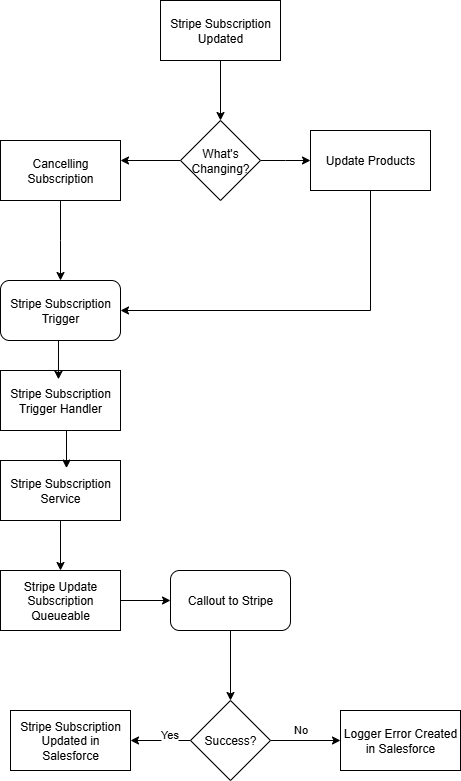 Stripe Subscription
Updated
What's
Changing?
Cancelling
Subscription
Update Products
Stripe Subscription
Trigger
Stripe Subscription
Trigger Handler
Stripe Subscription
Service
Stripe Update
Subscription
Queueable
Callout to Stripe
Success?
Yes
No
Stripe Subscription
Updated in
Salesforce
Logger Error Created
in Salesforce